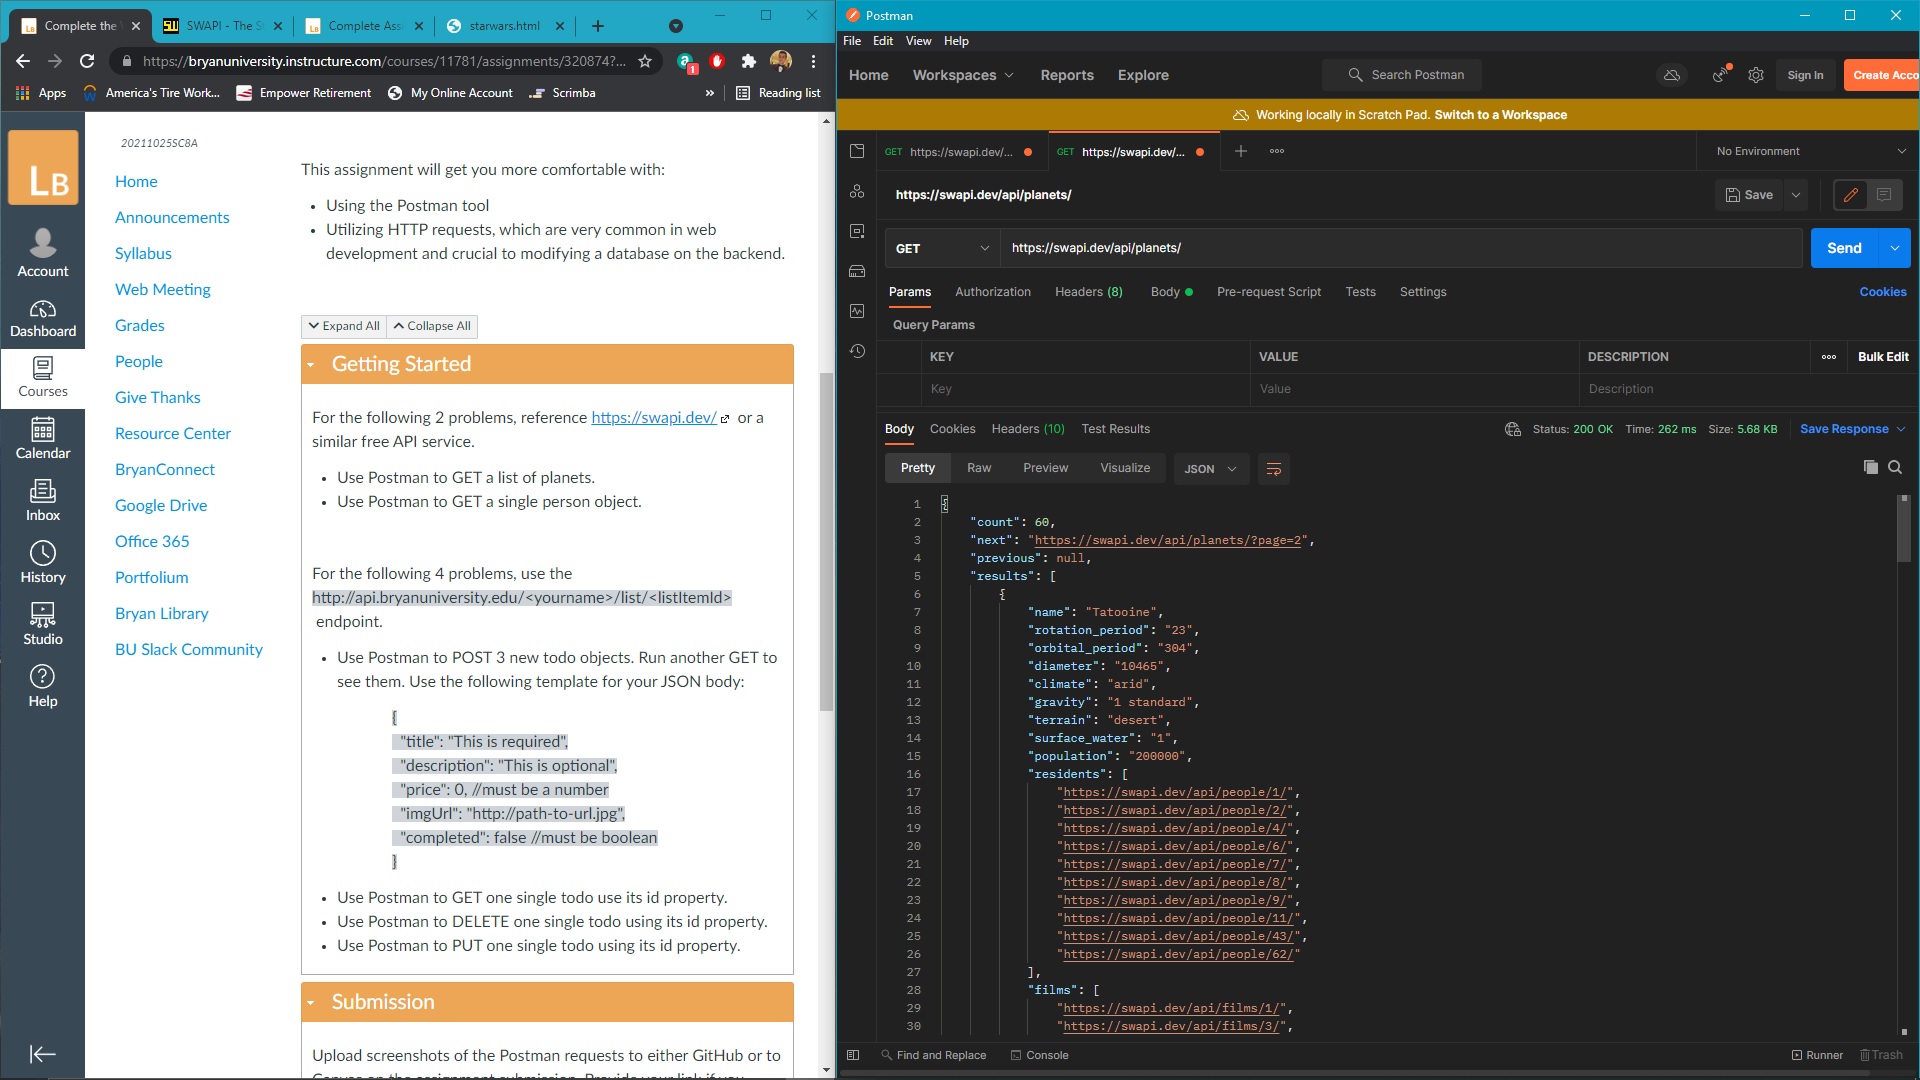 Complete the
SWAPI - The S
Complete Ass
starwars.html
https://bryanuniversity.instructure.com/courses/11781/assignments/320874?...
1
Apps
America's Tire Work...
Empower Retirement
My Online Account
Scrimba
»
Reading list
LB
Account
Dashboard
Courses
Calendar
Inbox
History
Studio
Help
20211025SC8A
Home
Announcements
Syllabus
Web Meeting
Grades
People
Give Thanks
Resource Center
BryanConnect
Google Drive
Office 365
Portfolium
Bryan Library
BU Slack Community
This assignment will get you more comfortable with:
• Using the Postman tool
• Utilizing HTTP requests, which are very common in web
development and crucial to modifying a database on the backend.
Expand All
Collapse All
Getting Started
For the following 2 problems, reference https://swapi.dev/ or a
similar free API service.
• Use Postman to GET a list of planets.
• Use Postman to GET a single person object.
For the following 4 problems, use the
http://api.bryanuniversity.edu/<yourname>/list/<listItemId>
endpoint.
• Use Postman to POST 3 new todo objects. Run another GET to
see them. Use the following template for your JSON body:
{
"title": "This is required",
"description": "This is optional",
"price": 0, //must be a number
"imgUrl": "http://path-to-url.jpg",
"completed": false //must be boolean
}
• Use Postman to GET one single todo use its id property.
• Use Postman to DELETE one single todo using its id property.
• Use Postman to PUT one single todo using its id property.
Submission
Upload screenshots of the Postman requests to either GitHub or to
Postman
File Edit View Help
Home
Workspaces
Reports
Explore
Search Postman
Sign In
Create Acco
Working locally in Scratch Pad. Switch to a Workspace
GET https://swapi.dev/...
GET https://swapi.dev/...
No Environment
https://swapi.dev/api/planets/
Save
GET
https://swapi.dev/api/planets/
Send
Params
Authorization
Headers (8)
Body
Pre-request Script
Tests
Settings
Cookies
Query Params
KEY
VALUE
DESCRIPTION
Bulk Edit
Key
Value
Description
Body
Cookies
Headers (10)
Test Results
Status: 200 OK
Time: 262 ms
Size: 5.68 KB
Save Response
Pretty
Raw
Preview
Visualize
JSON
1 {
2 "count": 60,
3 "next": "https://swapi.dev/api/planets/?page=2",
4 "previous": null,
5 "results": [
6 {
7 "name": "Tatooine",
8 "rotation_period": "23",
9 "orbital_period": "304",
10 "diameter": "10465",
11 "climate": "arid",
12 "gravity": "1 standard",
13 "terrain": "desert",
14 "surface_water": "1",
15 "population": "200000",
16 "residents": [
17 "https://swapi.dev/api/people/1/",
18 "https://swapi.dev/api/people/2/",
19 "https://swapi.dev/api/people/4/",
20 "https://swapi.dev/api/people/6/",
21 "https://swapi.dev/api/people/7/",
22 "https://swapi.dev/api/people/8/",
23 "https://swapi.dev/api/people/9/",
24 "https://swapi.dev/api/people/11/",
25 "https://swapi.dev/api/people/43/",
26 "https://swapi.dev/api/people/62/"
27 ],
28 "films": [
29 "https://swapi.dev/api/films/1/",
30 "https://swapi.dev/api/films/3/",
Find and Replace
Console
Runner
Trash